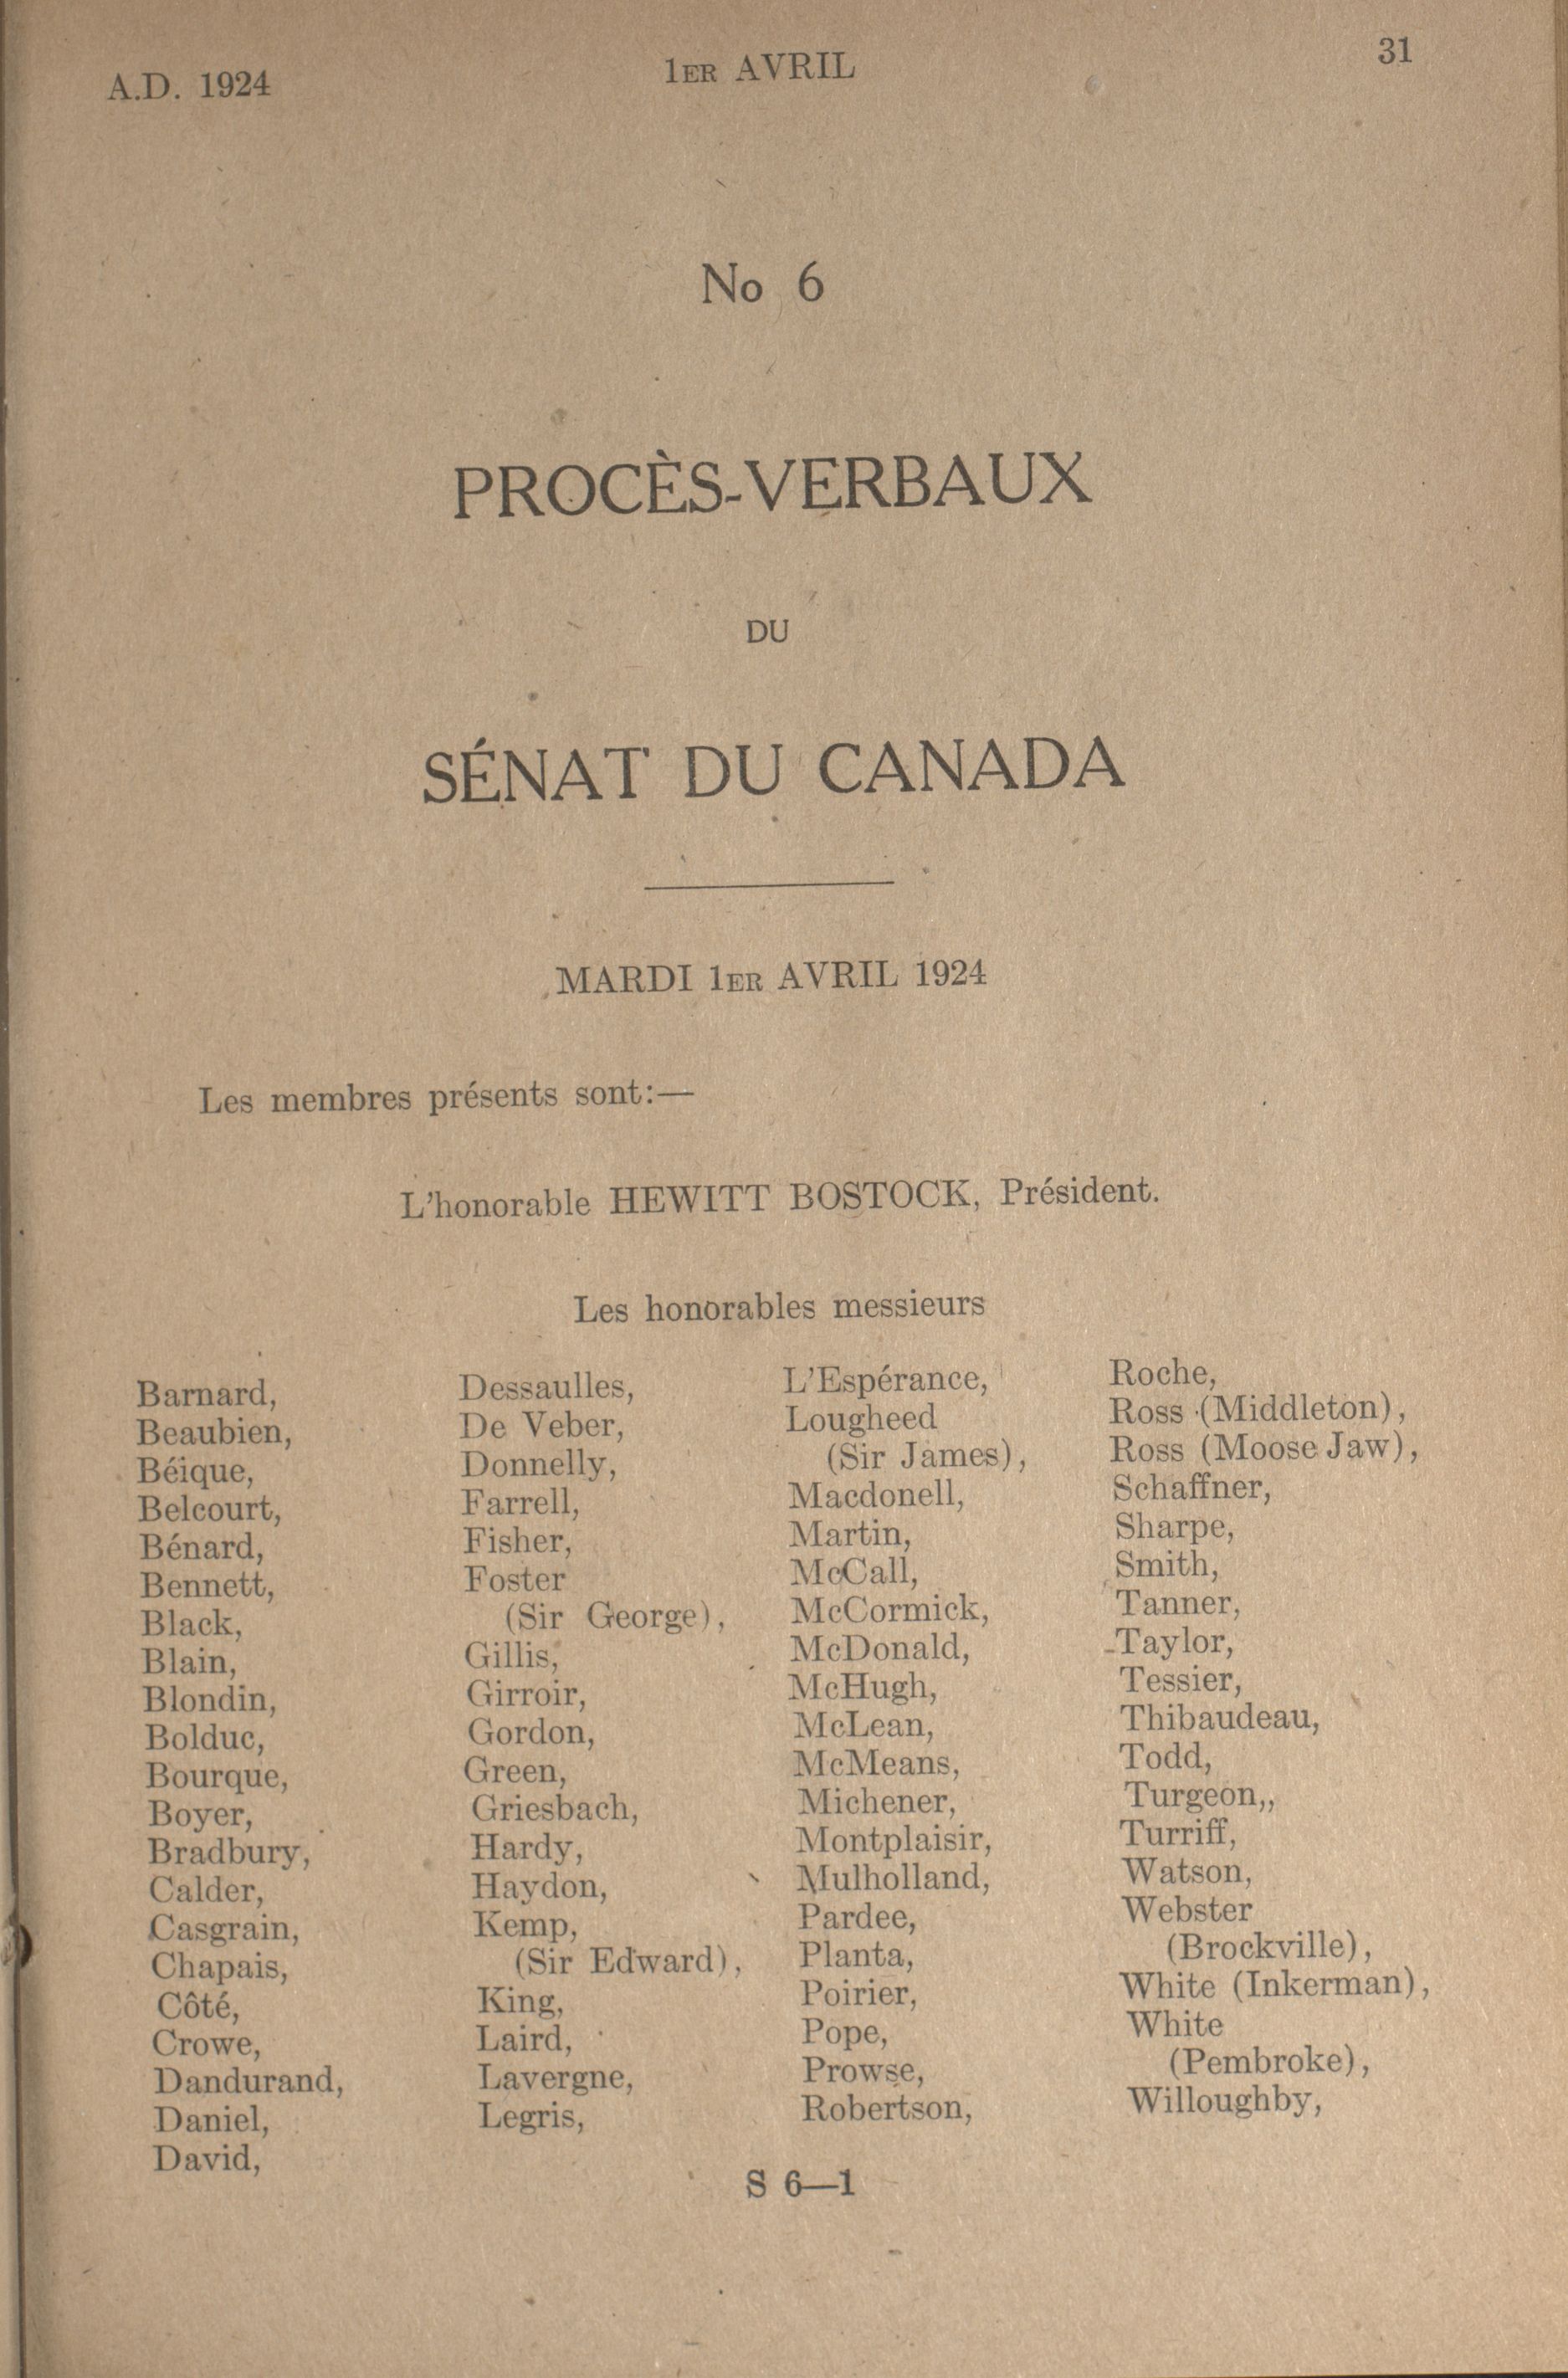 A.D. 1924
1ER AVRIL
31
No 6
PROCÈS-VERBAUX
DU
SÉNAT DU CANADA
MARDI 1ER AVRIL 1924
Les membres présents sont:—
L'honorable HEWITT BOSTOCK, Président.
Les honorables messieurs
Barnard,
Beaubien,
Béique,
Belcourt,
Bénard,
Bennett,
Black,
Blain,
Blondin,
Bolduc,
Bourque,
Boyer,
Bradbury,
Calder,
Casgrain,
Chapais,
Côté,
Crowe,
Dandurand,
Daniel,
David,
Dessaulles,
De Veber,
Donnelly,
Farrell,
Fisher,
Foster
(Sir George),
Gillis,
Girroir,
Gordon,
Green,
Griesbach,
Hardy,
Haydon,
Kemp,
(Sir Edward),
King,
Laird,
Lavergne,
Legris,
L'Espérance,
Lougheed
(Sir James),
Macdonell,
Martin,
McCall,
McCormick,
McDonald,
McHugh,
McLean,
McMeans,
Michener,
Montplaisir,
Mulholland,
Pardee,
Planta,
Poirier,
Pope,
Prowse,
Robertson,
Roche,
Ross (Middleton),
Ross (Moose Jaw),
Schaffner,
Sharpe,
Smith,
Tanner,
Taylor,
Tessier,
Thibaudeau,
Todd,
Turgeon,,
Turriff,
Watson,
Webster
(Brockville),
White (Inkerman),
White
(Pembroke),
Willoughby,
S 6—1